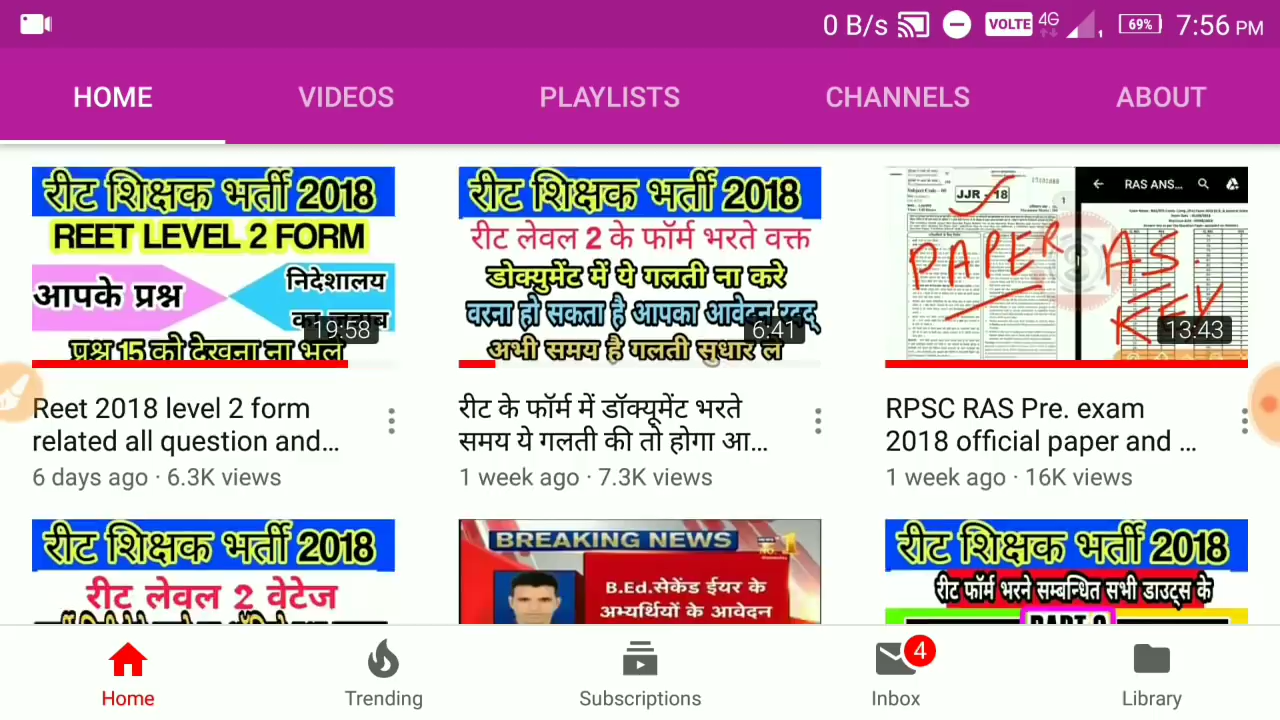 0 B/s VOLTE 4G 69% 7:56 PM
HOME VIDEOS PLAYLISTS CHANNELS ABOUT
रीट शिक्षक भर्ती 2018
REET LEVEL 2 FORM
आपके प्रश्न
निदेशालय
19:58
प्रश्न 15 को देखना ना भूले
रीट शिक्षक भर्ती 2018
रीट लेवल 2 के फॉर्म भरते वक्त
डोक्युमेंट में ये गलती ना करे
वरना हो सकता है आपका आवेदन रदद्
6:41
अभी समय है गलती सुधार ले
JJR - 18
RAS ANS...
PAPER
AS.
KEY
13:43
Reet 2018 level 2 form
related all question and...
6 days ago · 6.3K views
रीट के फॉर्म में डॉक्यूमेंट भरते
समय ये गलती की तो होगा आ...
1 week ago · 7.3K views
RPSC RAS Pre. exam
2018 official paper and ...
1 week ago · 16K views
रीट शिक्षक भर्ती 2018
रीट लेवल 2 वेटेज
BREAKING NEWS
B.Ed.सेकेंड ईयर के
अभ्यर्थियों के आवेदन
रीट शिक्षक भर्ती 2018
रीट फॉर्म भरने सम्बन्धित सभी डाउट्स के
Home Trending Subscriptions Inbox 4 Library